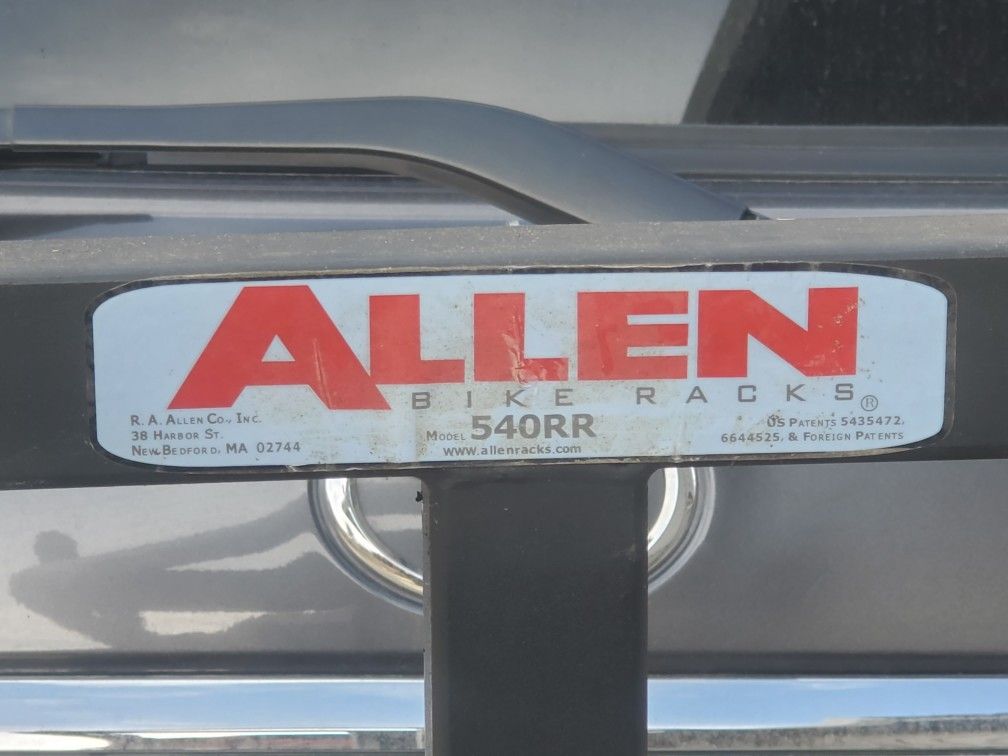 ALLEN
BIKE RACKS®
R. A. ALLEN CO., INC.
38 HARBOR ST.
NEW BEDFORD, MA 02744
MODEL 540RR
www.allenracks.com
US PATENTS 5435472,
6644525, & FOREIGN PATENTS